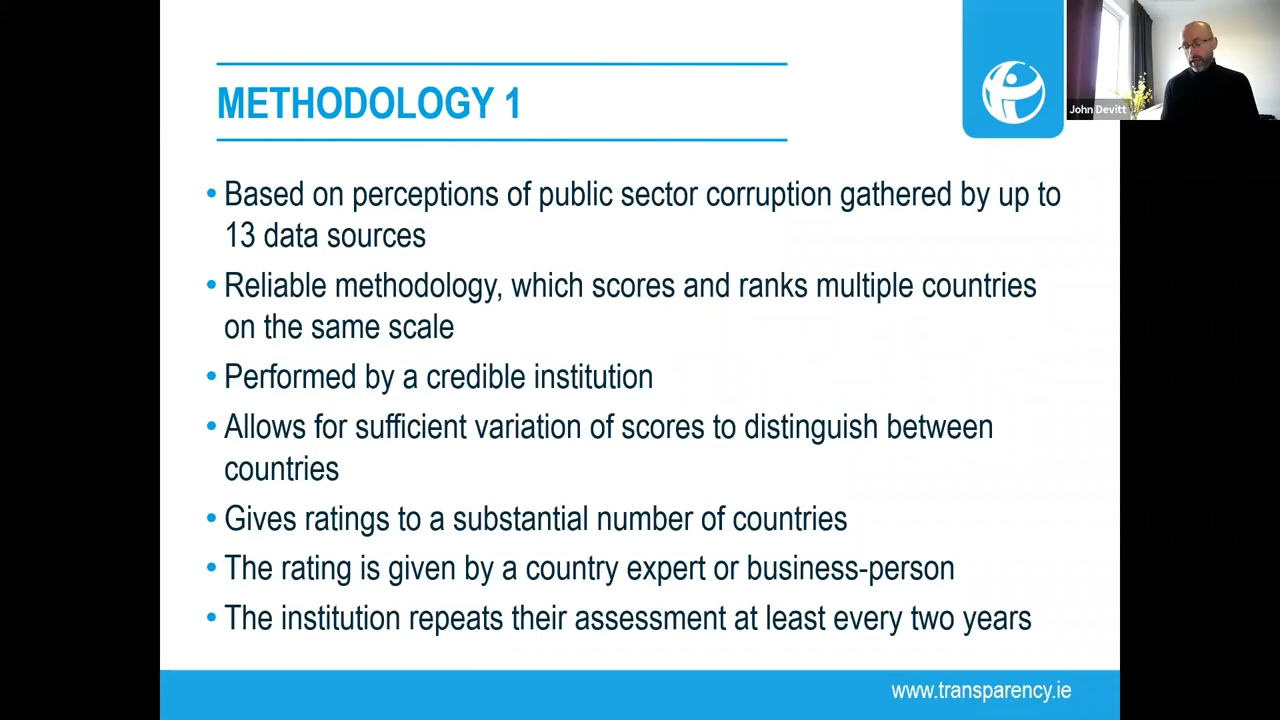 METHODOLOGY 1
John Devitt
• Based on perceptions of public sector corruption gathered by up to
13 data sources
• Reliable methodology, which scores and ranks multiple countries
on the same scale
• Performed by a credible institution
• Allows for sufficient variation of scores to distinguish between
countries
• Gives ratings to a substantial number of countries
• The rating is given by a country expert or business-person
• The institution repeats their assessment at least every two years
www.transparency.ie